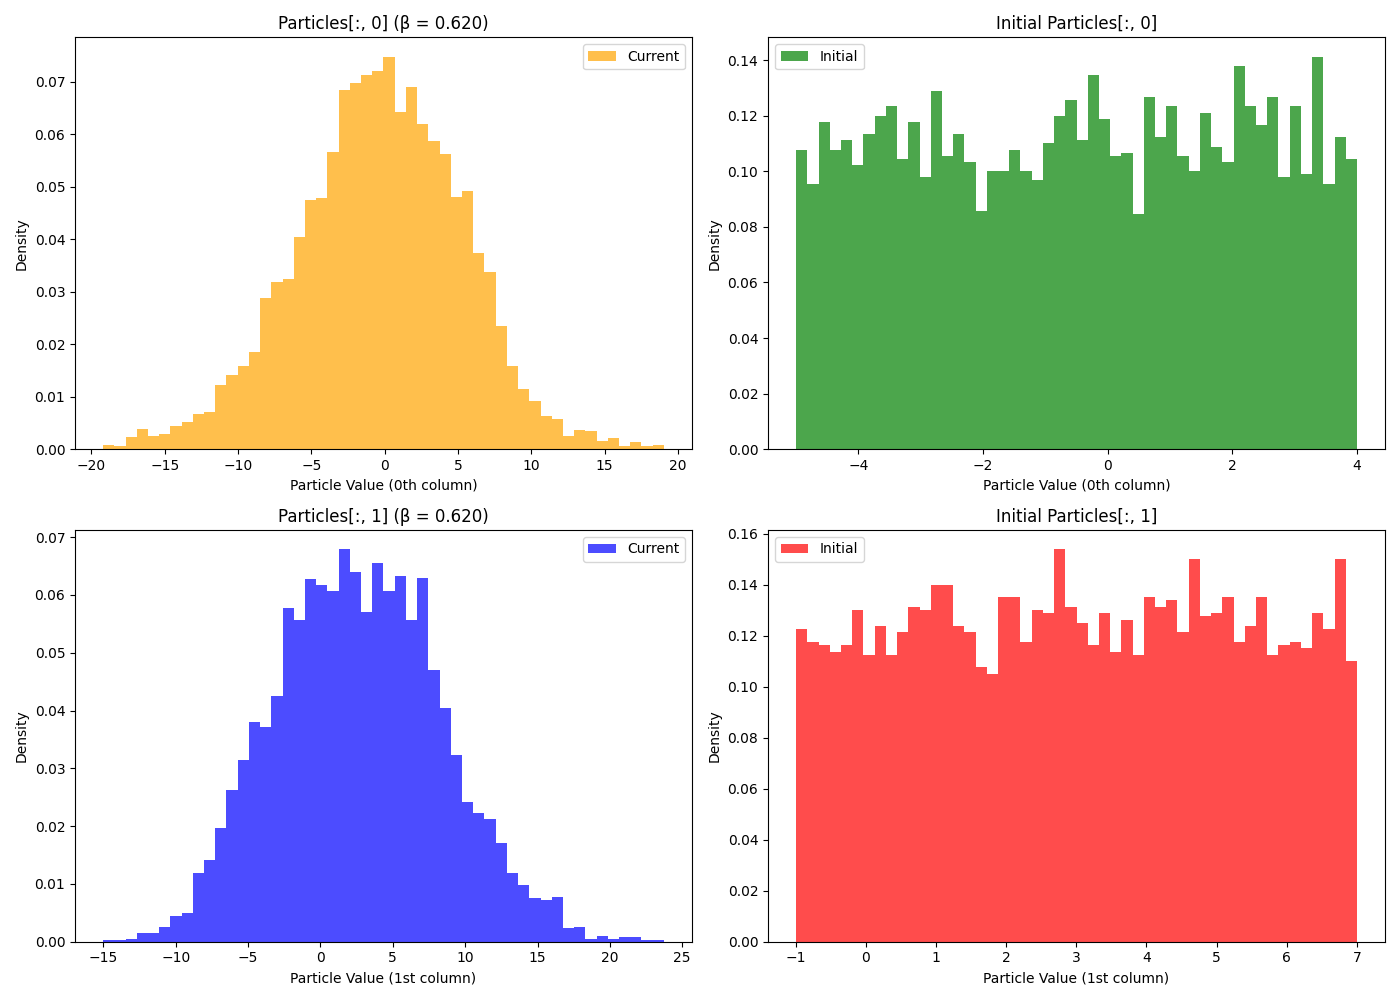 Particles[:, 0] (β = 0.620)
Current
Density
0.07
0.06
0.05
0.04
0.03
0.02
0.01
0.00
−20 −15 −10 −5 0 5 10 15 20
Particle Value (0th column)
Initial Particles[:, 0]
Initial
Density
0.14
0.12
0.10
0.08
0.06
0.04
0.02
0.00
−4 −2 0 2 4
Particle Value (0th column)
Particles[:, 1] (β = 0.620)
Current
Density
0.07
0.06
0.05
0.04
0.03
0.02
0.01
0.00
−15 −10 −5 0 5 10 15 20 25
Particle Value (1st column)
Initial Particles[:, 1]
Initial
Density
0.16
0.14
0.12
0.10
0.08
0.06
0.04
0.02
0.00
−1 0 1 2 3 4 5 6 7
Particle Value (1st column)